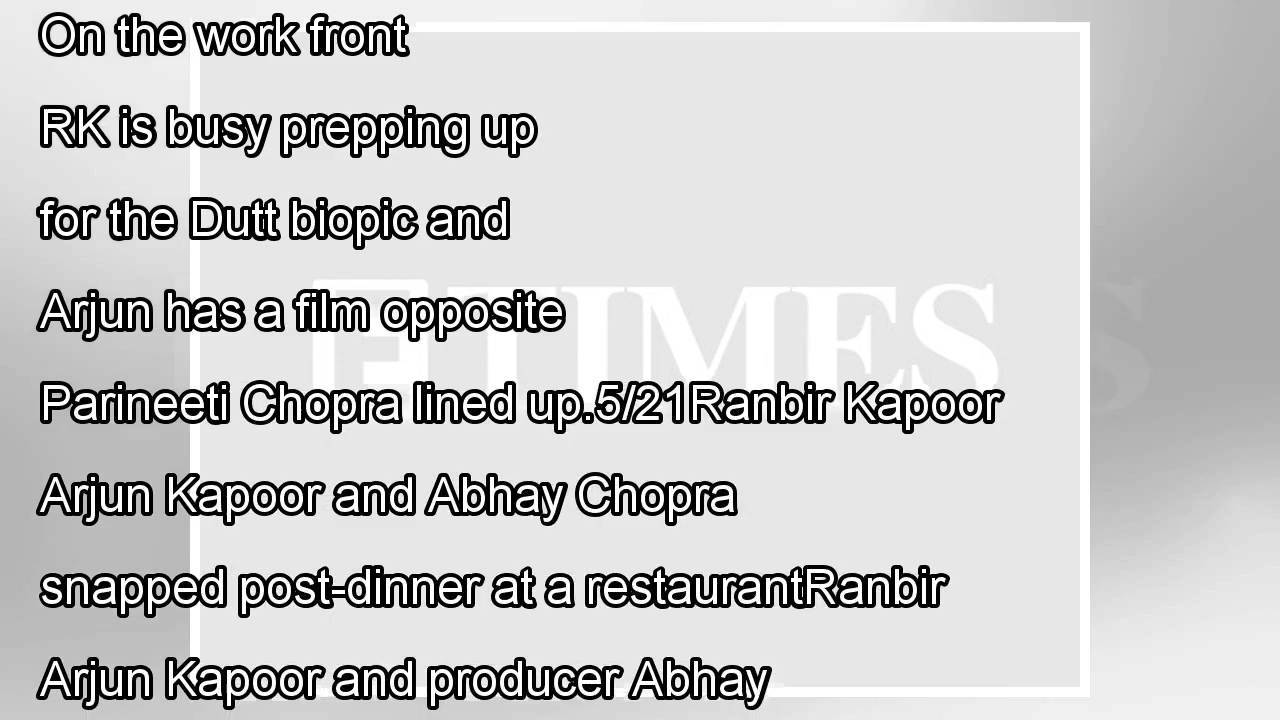 On the work front
RK is busy prepping up
for the Dutt biopic and
Arjun has a film opposite
ETIMES
Parineeti Chopra lined up.5/21Ranbir Kapoor
Arjun Kapoor and Abhay Chopra
snapped post-dinner at a restaurantRanbir
Arjun Kapoor and producer Abhay